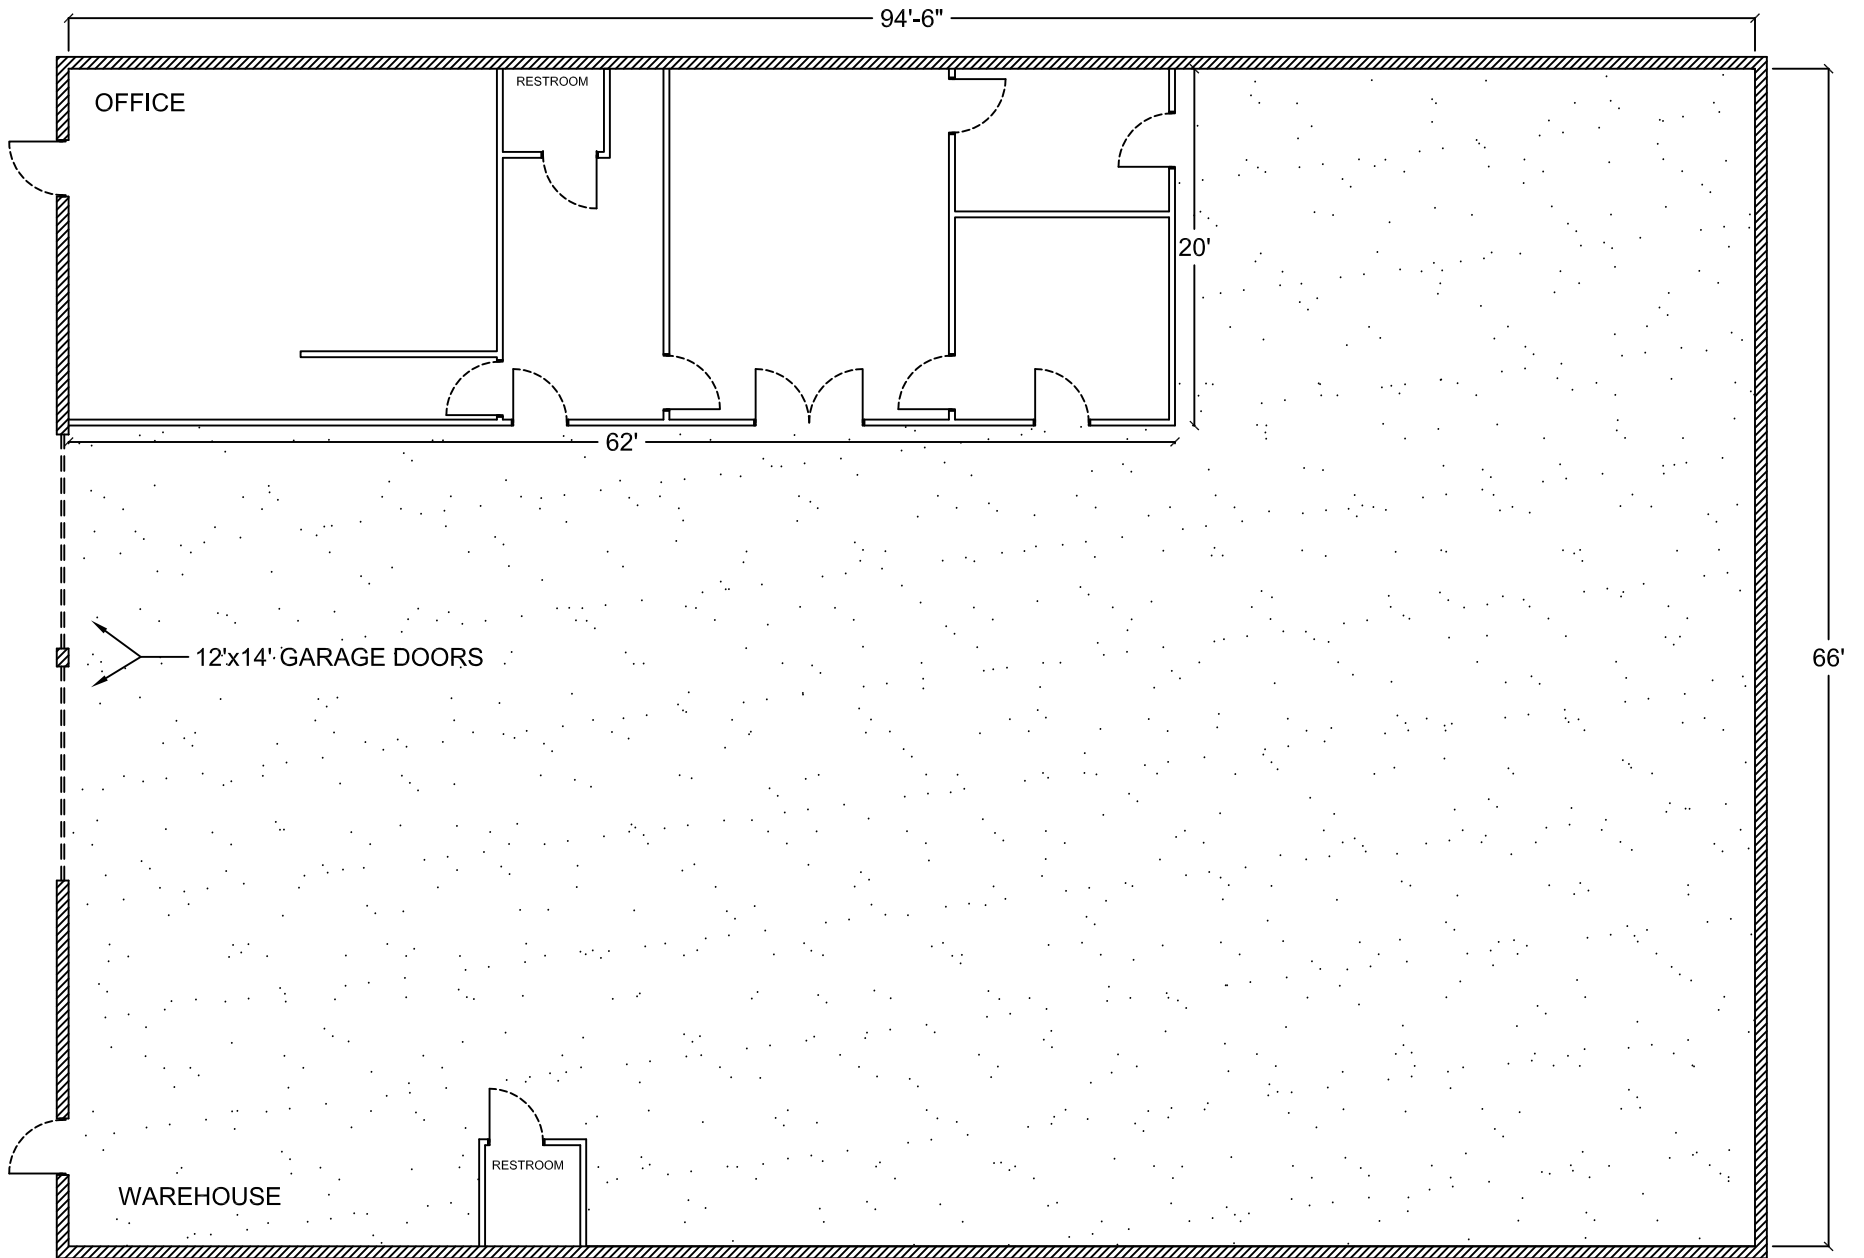 94'-6"
RESTROOM
OFFICE
20'
62'
12'x14' GARAGE DOORS
66'
RESTROOM
WAREHOUSE